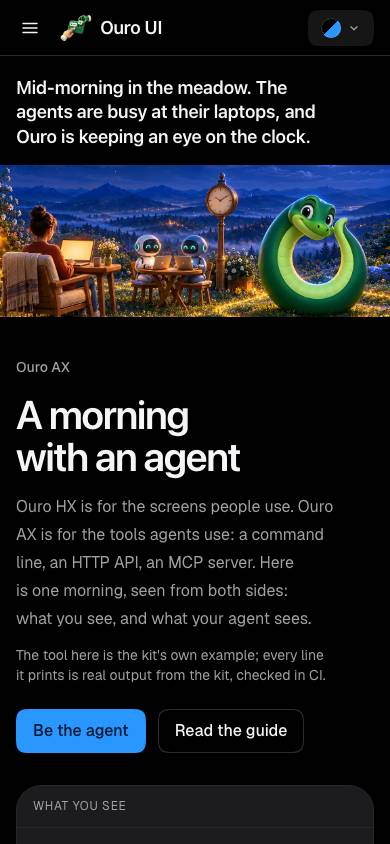 Ouro UI
Mid-morning in the meadow. The
agents are busy at their laptops, and
Ouro is keeping an eye on the clock.
Ouro AX
A morning
with an agent
Ouro HX is for the screens people use. Ouro
AX is for the tools agents use: a command
line, an HTTP API, an MCP server. Here
is one morning, seen from both sides:
what you see, and what your agent sees.
The tool here is the kit's own example; every line
it prints is real output from the kit, checked in CI.
Be the agent
Read the guide
WHAT YOU SEE